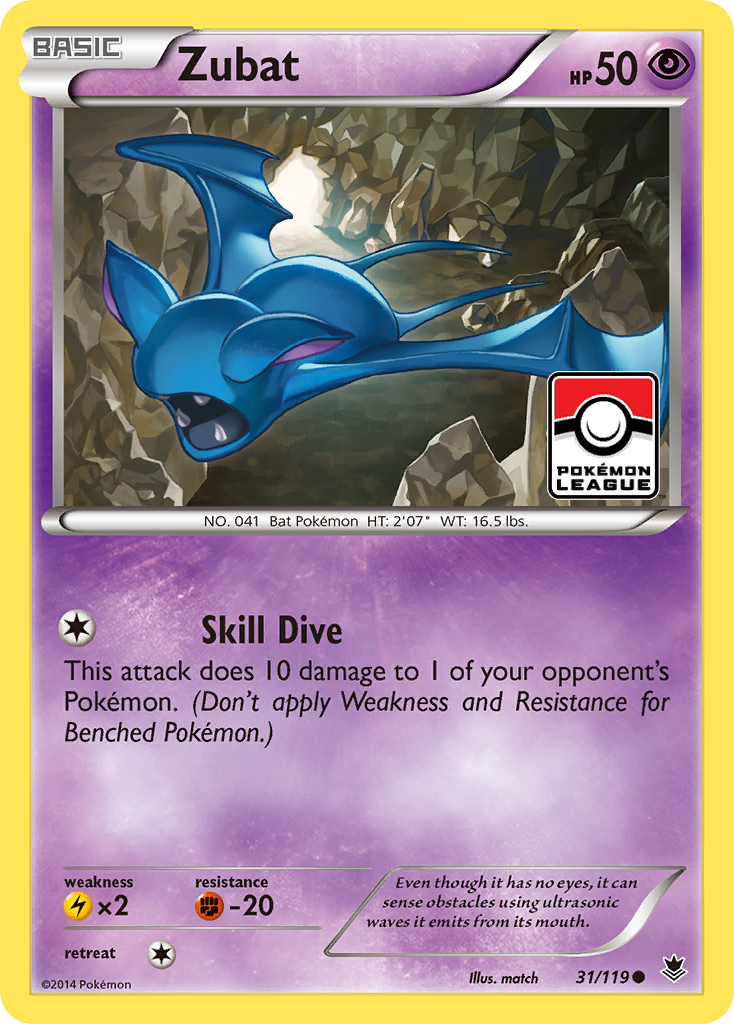 BASIC
Zubat
HP 50
POKÉMON
LEAGUE
™
NO. 041 Bat Pokémon HT: 2'07" WT: 16.5 lbs.
Skill Dive
This attack does 10 damage to 1 of your opponent's
Pokémon. (Don't apply Weakness and Resistance for
Benched Pokémon.)
weakness
×2
resistance
-20
Even though it has no eyes, it can
sense obstacles using ultrasonic
waves it emits from its mouth.
retreat
©2014 Pokémon
Illus. match
31/119